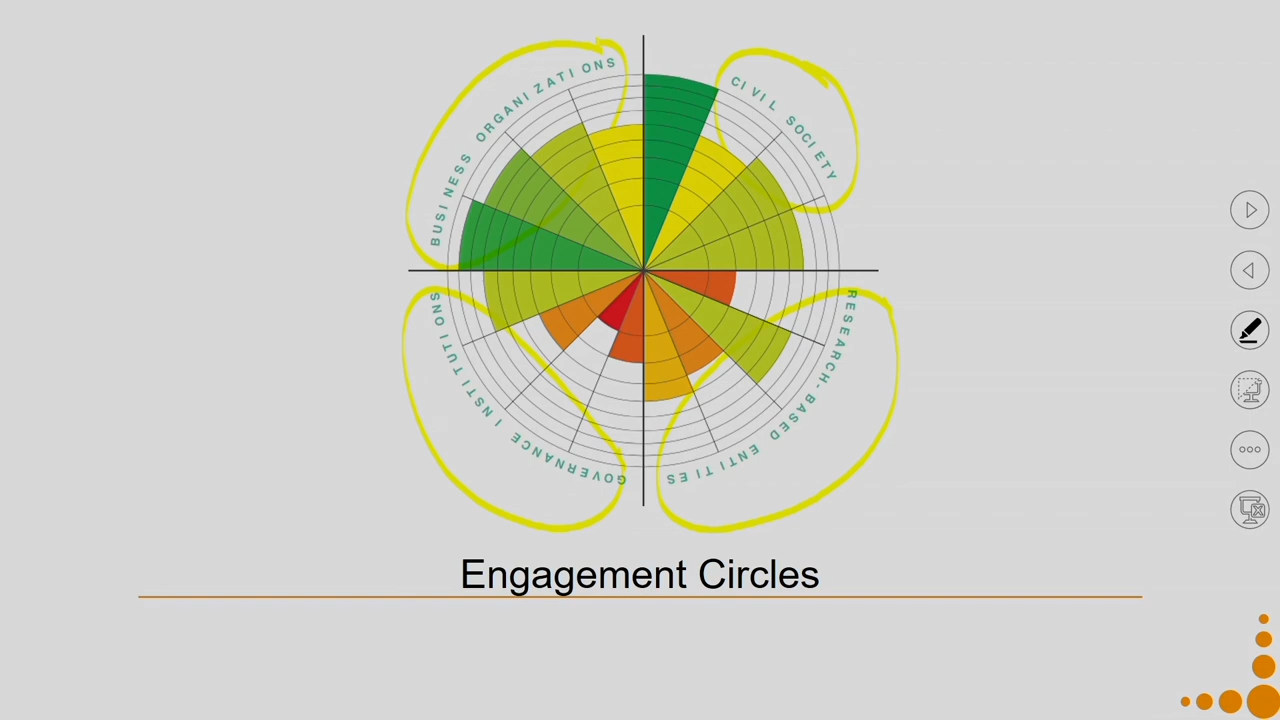 BUSINESS ORGANIZATIONS
CIVIL SOCIETY
GOVERNANCE INSTITUTIONS
RESEARCH-BASED ENTITIES
Engagement Circles